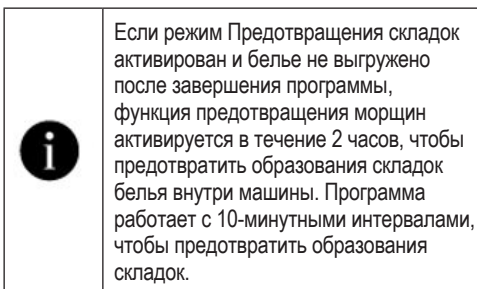 Если режим Предотвращения складок
активирован и белье не выгружено
после завершения программы,
функция предотвращения морщин
активируется в течение 2 часов, чтобы
предотвратить образования складок
белья внутри машины. Программа
работает с 10-минутными интервалами,
чтобы предотвратить образования
складок.